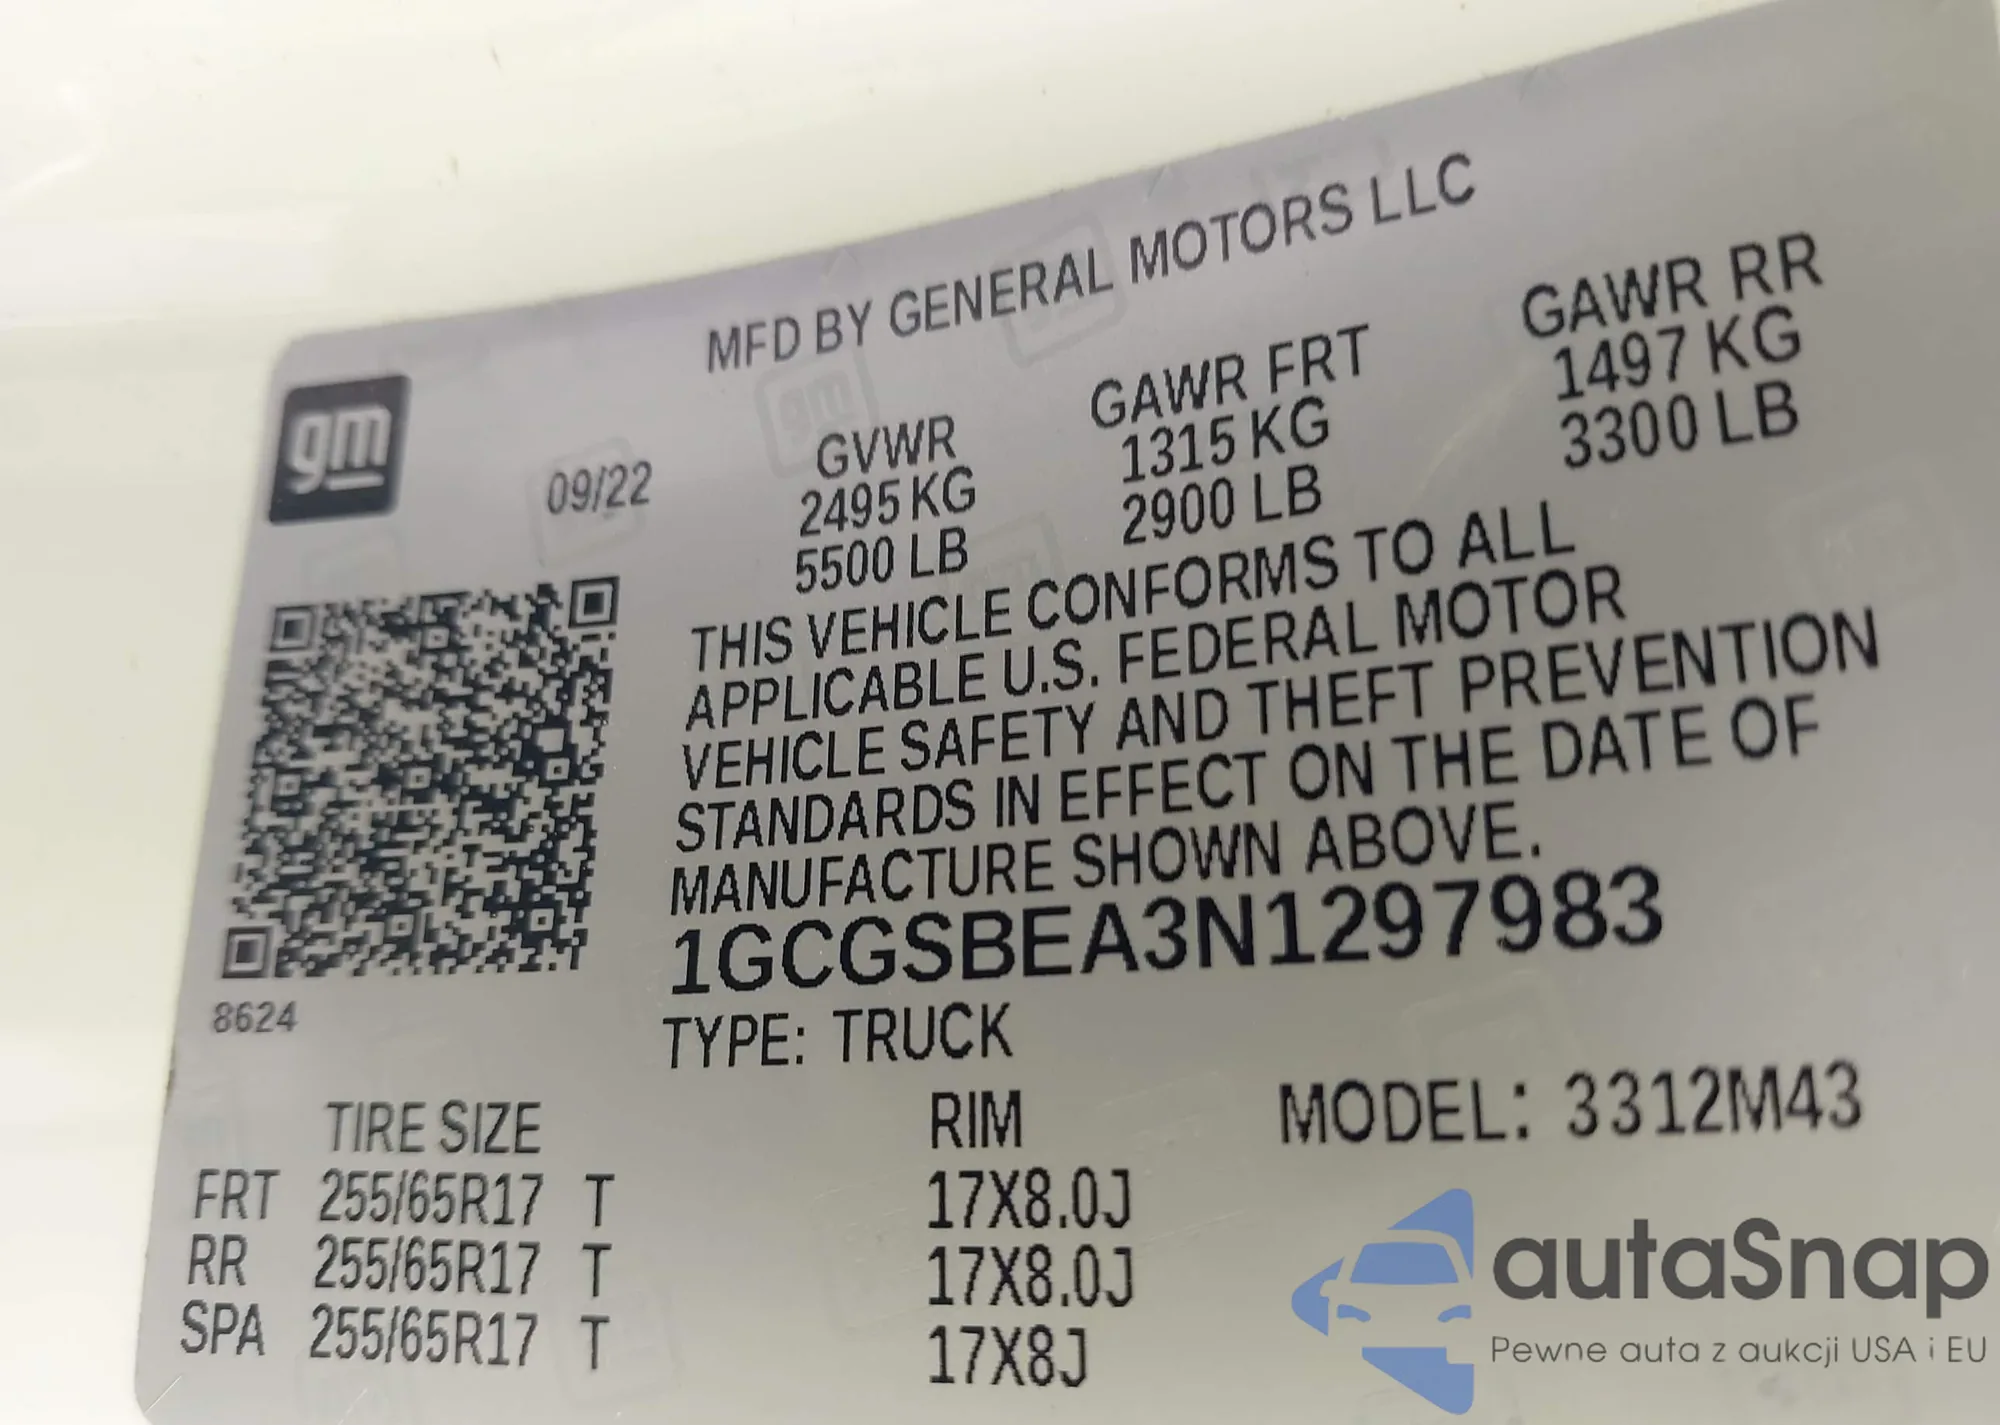 MFD BY GENERAL MOTORS LLC
gm
09/22
GVWR
2495 KG
5500 LB
GAWR FRT
1315 KG
2900 LB
GAWR RR
1497 KG
3300 LB
THIS VEHICLE CONFORMS TO ALL
APPLICABLE U.S. FEDERAL MOTOR
VEHICLE SAFETY AND THEFT PREVENTION
STANDARDS IN EFFECT ON THE DATE OF
MANUFACTURE SHOWN ABOVE.
1GCGSBEA3N1297983
8624
TYPE: TRUCK
TIRE SIZE RIM MODEL: 3312M43
FRT 255/65R17 T 17X8.0J
RR 255/65R17 T 17X8.0J
SPA 255/65R17 T 17X8J
autaSnap
Pewne auta z aukcji USA i EU